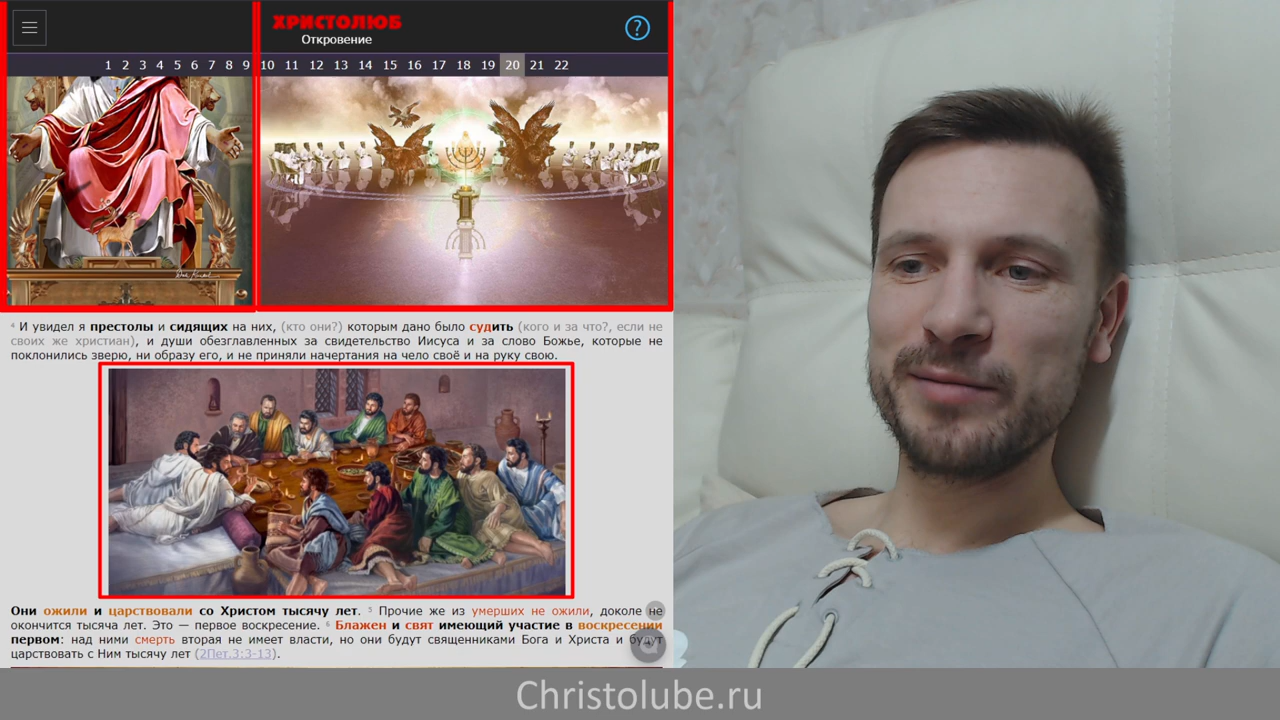 ХРИСТОЛЮБ
Откровение
?
1 2 3 4 5 6 7 8 9 10 11 12 13 14 15 16 17 18 19 20 21 22
4 И увидел я престолы и сидящих на них, (кто они?) которым дано было судить (кого и за что?, если не
своих же христиан), и души обезглавленных за свидетельство Иисуса и за слово Божье, которые не
поклонились зверю, ни образу его, и не приняли начертания на чело своё и на руку свою.
Они ожили и царствовали со Христом тысячу лет. 5 Прочие же из умерших не ожили, доколе не
окончится тысяча лет. Это — первое воскресение. 6 Блажен и свят имеющий участие в воскресении
первом: над ними смерть вторая не имеет власти, но они будут священниками Бога и Христа и будут
царствовать с Ним тысячу лет (2Пет.3:3-13).
Christolube.ru